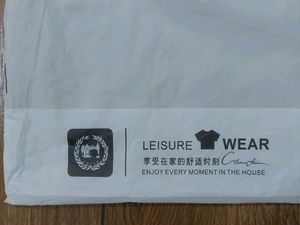 LEISURE WEAR
享受在家的舒适时刻
ENJOY EVERY MOMENT IN THE HOUSE